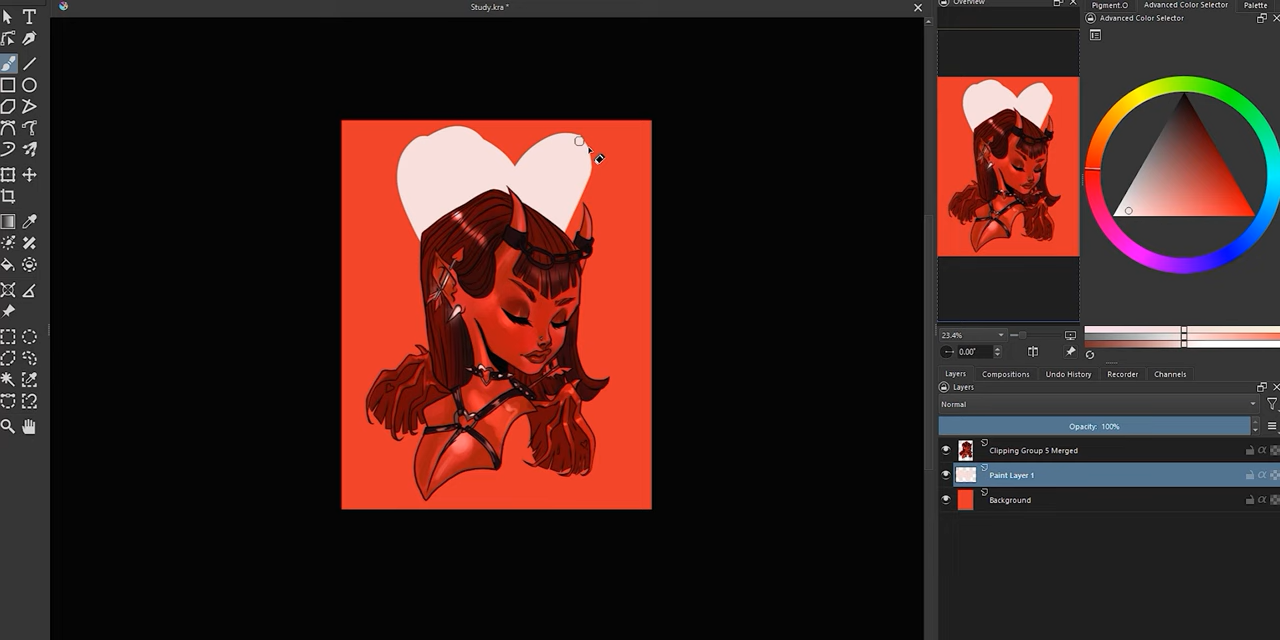 Study.kra *
Overview
Pigment.O Advanced Color Selector Palette
Advanced Color Selector
23.4%
0.00°
Layers Compositions Undo History Recorder Channels
Layers
Normal
Opacity: 100%
Clipping Group 5 Merged
Paint Layer 1
Background